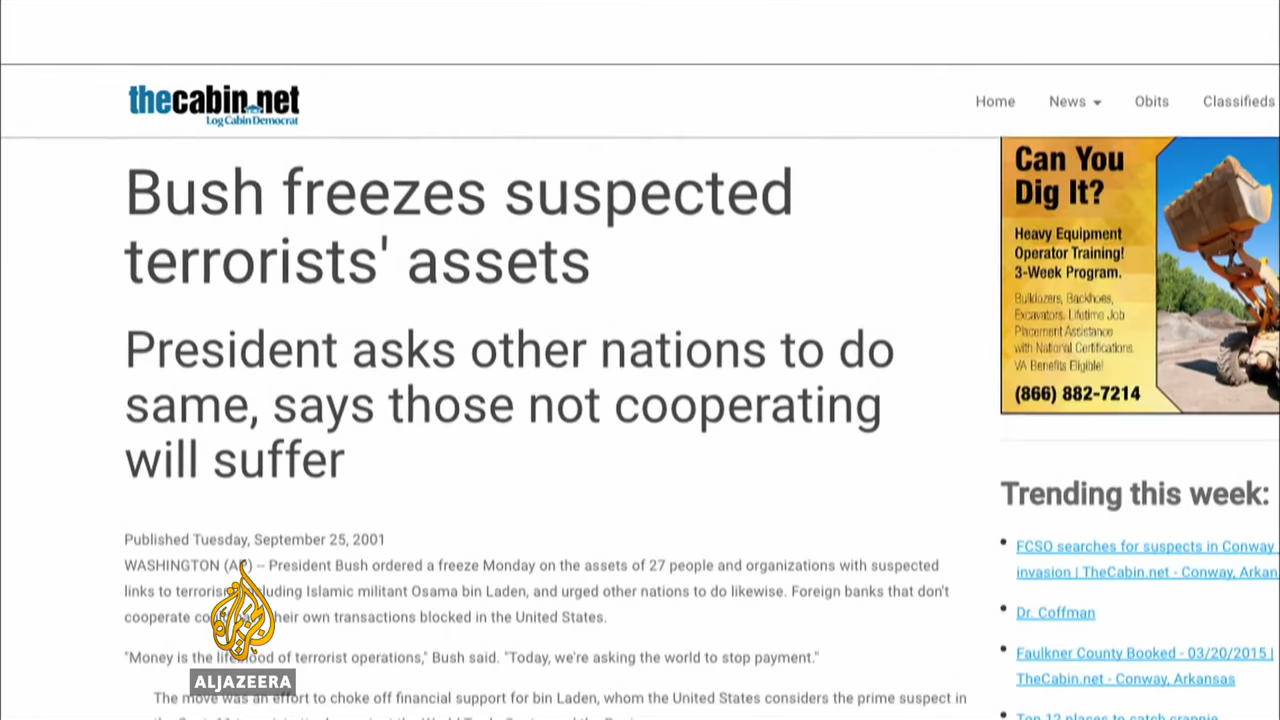 thecabin.net
Log Cabin Democrat
Home News Obits Classifieds
Bush freezes suspected
terrorists' assets
President asks other nations to do
same, says those not cooperating
will suffer
Published Tuesday, September 25, 2001
WASHINGTON (AP) -- President Bush ordered a freeze Monday on the assets of 27 people and organizations with suspected
links to terrorism, including Islamic militant Osama bin Laden, and urged other nations to do likewise. Foreign banks that don't
cooperate could have their own transactions blocked in the United States.
"Money is the lifeblood of terrorist operations," Bush said. "Today, we're asking the world to stop payment."
The move was an effort to choke off financial support for bin Laden, whom the United States considers the prime suspect in
Can You
Dig It?
Heavy Equipment
Operator Training!
3-Week Program.
Bulldozers, Backhoes,
Excavators. Lifetime Job
Placement Assistance
with National Certifications.
VA Benefits Eligible!
(866) 882-7214
Trending this week:
FCSO searches for suspects in Conway
invasion | TheCabin.net - Conway, Arkan
Dr. Coffman
Faulkner County Booked - 03/20/2015 |
TheCabin.net - Conway, Arkansas
Top 12 places to catch crappie
ALJAZEERA